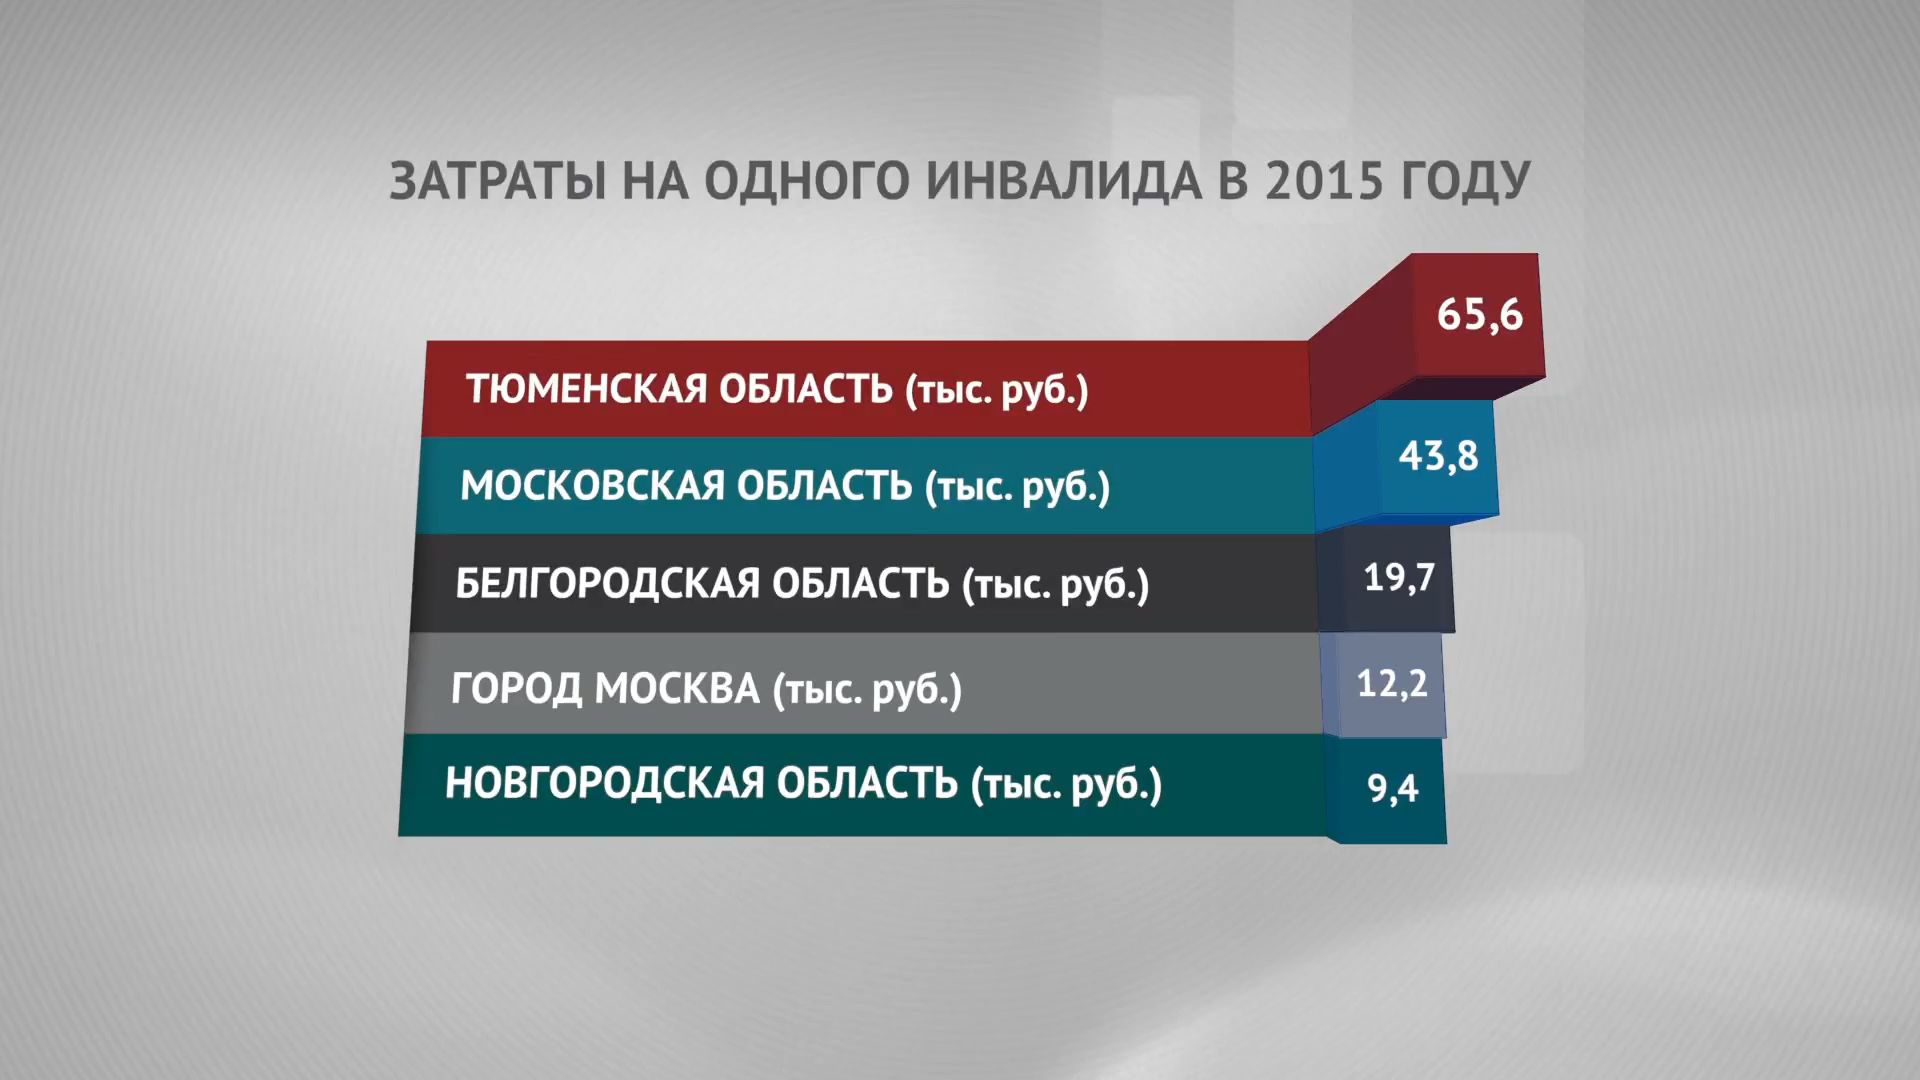 ЗАТРАТЫ НА ОДНОГО ИНВАЛИДА В 2015 ГОДУ
ТЮМЕНСКАЯ ОБЛАСТЬ (тыс. руб.) 65,6
МОСКОВСКАЯ ОБЛАСТЬ (тыс. руб.) 43,8
БЕЛГОРОДСКАЯ ОБЛАСТЬ (тыс. руб.) 19,7
ГОРОД МОСКВА (тыс. руб.) 12,2
НОВГОРОДСКАЯ ОБЛАСТЬ (тыс. руб.) 9,4